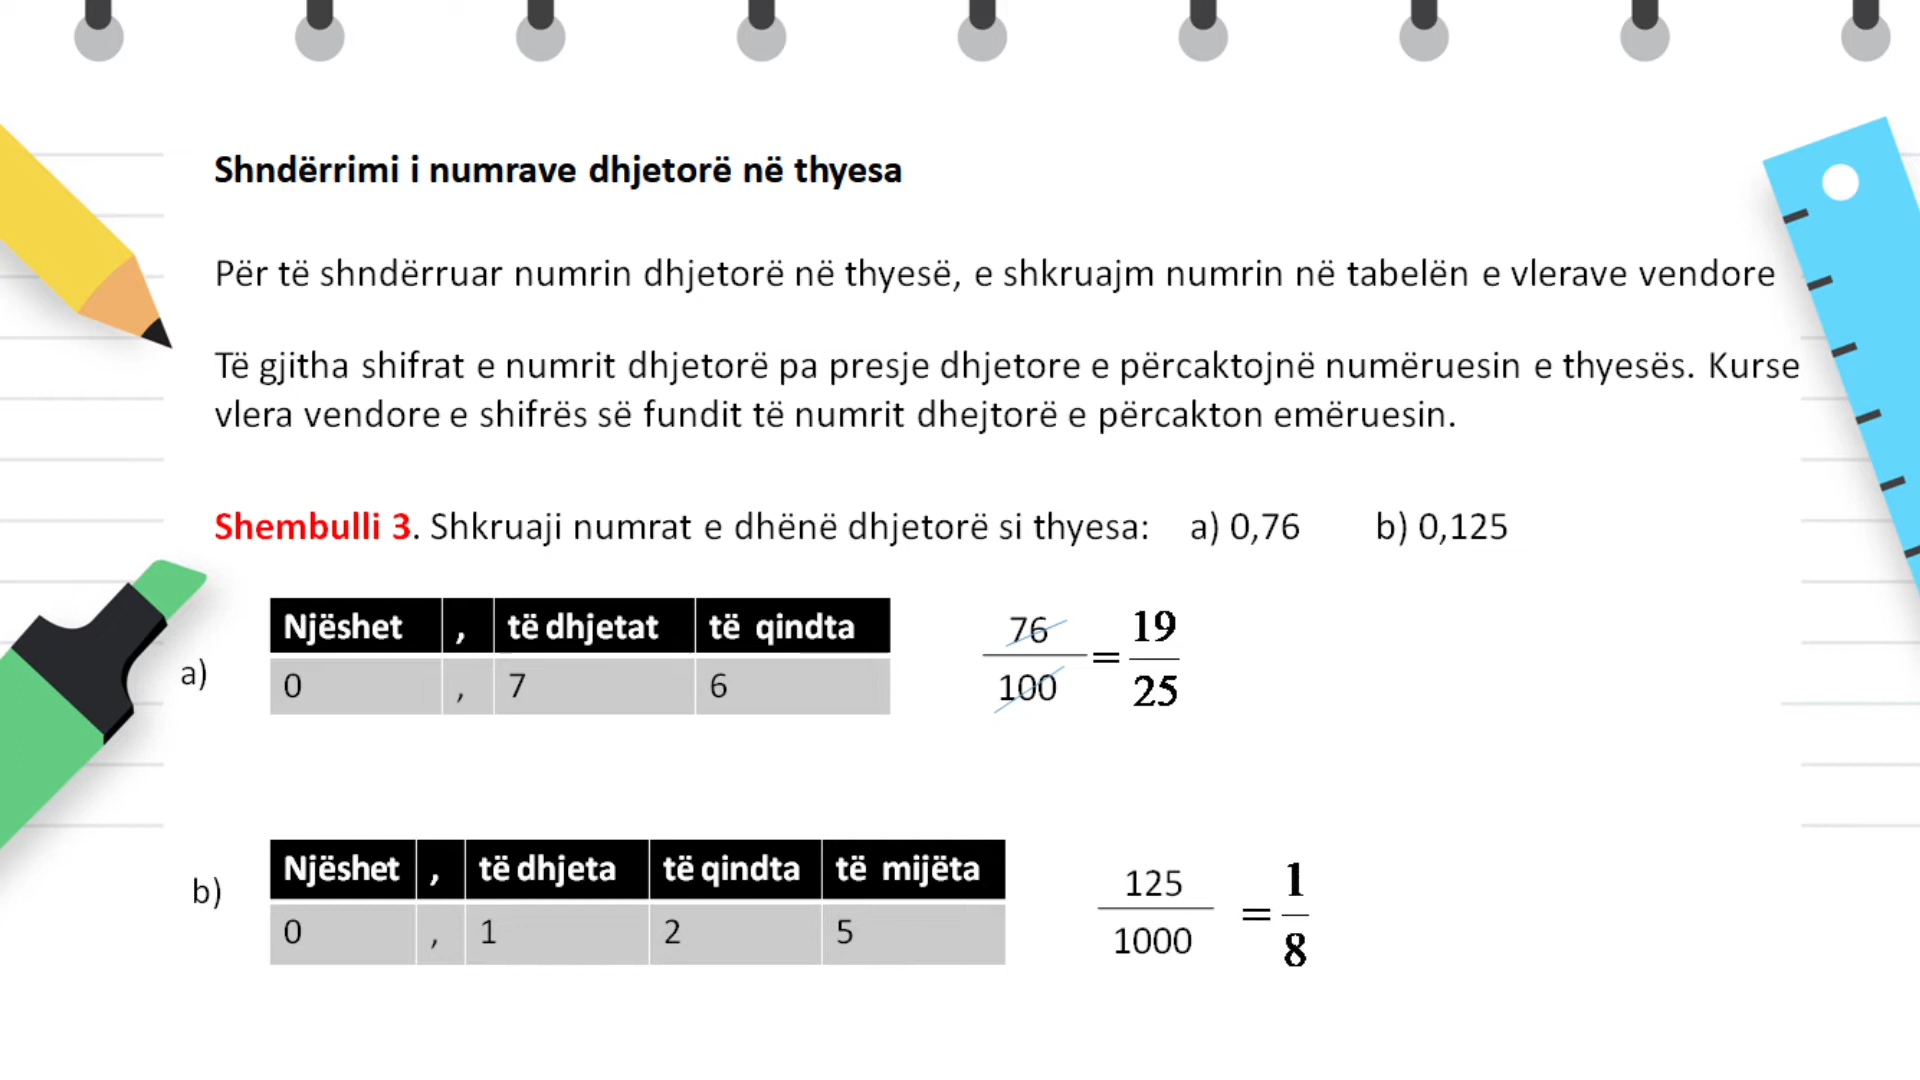 Shndërrimi i numrave dhjetorë në thyesa
Për të shndërruar numrin dhjetorë në thyesë, e shkruajm numrin në tabelën e vlerave vendore
Të gjitha shifrat e numrit dhjetorë pa presje dhjetore e përcaktojnë numëruesin e thyesës. Kurse
vlera vendore e shifrës së fundit të numrit dhejtorë e përcakton emëruesin.
Shembulli 3. Shkruaji numrat e dhënë dhjetorë si thyesa: a) 0,76 b) 0,125
a)
Njëshet , të dhjetat të qindta
0 , 7 6
76
100
=
19
25
b)
Njëshet , të dhjeta të qindta të mijëta
0 , 1 2 5
125
1000
=
1
8